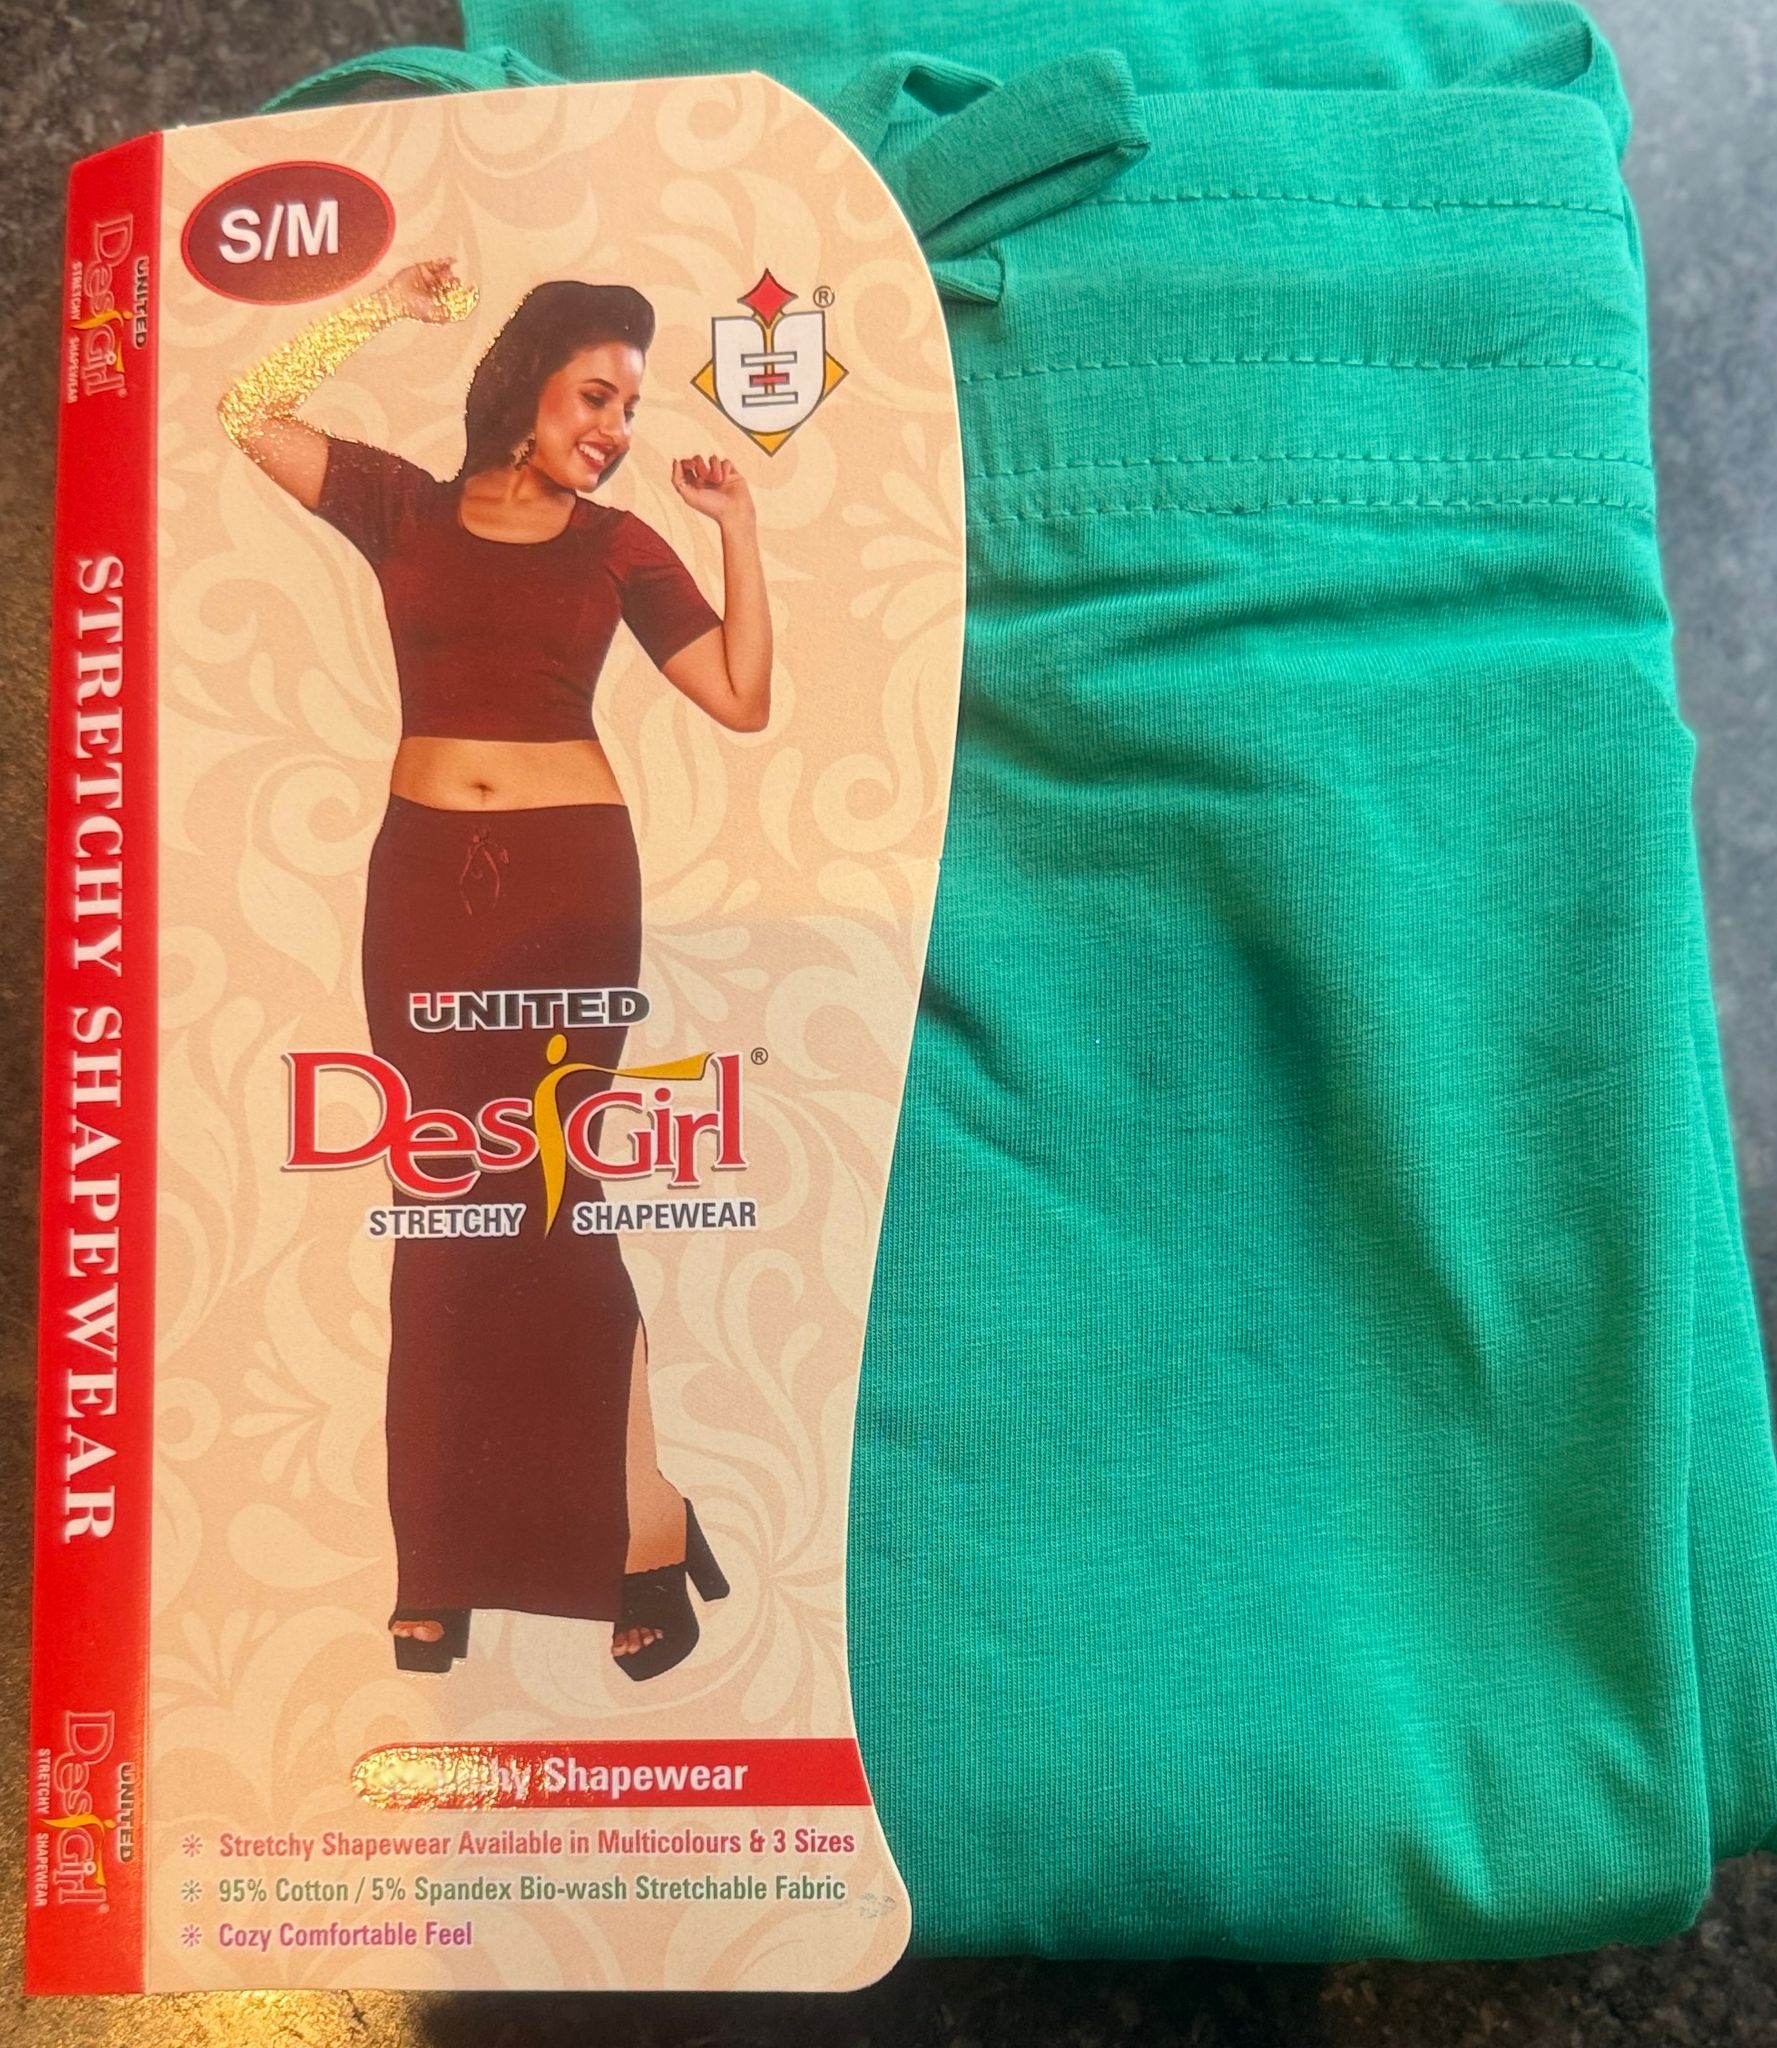 S/M
®
UNITED
DesiGirl®
STRETCHY SHAPEWEAR
Shapewear
✳ Stretchy Shapewear Available in Multicolours & 3 Sizes
✳ 95% Cotton / 5% Spandex Bio-wash Stretchable Fabric
✳ Cozy Comfortable Feel
UNITED
DesiGirl®
STRETCHY SHAPEWEAR
STRETCHY SHAPEWEAR
UNITED
DesiGirl®
STRETCHY SHAPEWEAR